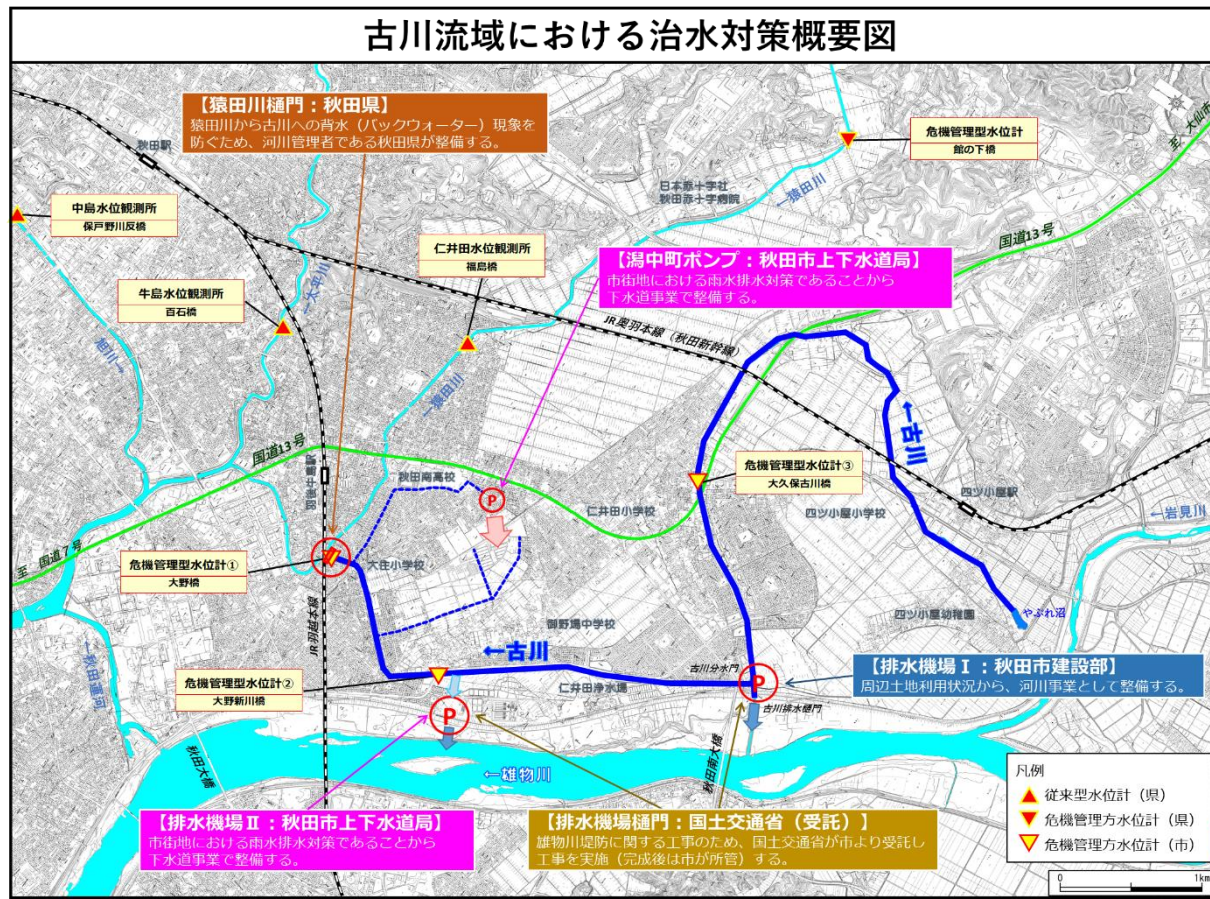 古川流域における治水対策概要図
【猿田川樋門:秋田県】
猿田川から古川への背水(バックウォーター)現象を
防ぐため、河川管理者である秋田県が整備する。
秋田駅
危機管理型水位計
館の下橋
至 大仙市
日本赤十字社
秋田赤十字病院
←猿田川
中島水位観測所
保戸野川反橋
仁井田水位観測所
福島橋
国道13号
【潟中町ポンプ:秋田市上下水道局】
市街地における雨水排水対策であることから
下水道事業で整備する。
牛島水位観測所
百石橋
←太平川
旭川→
JR奥羽本線(秋田新幹線)
←猿田川
←古川
国道13号
羽後牛島駅
秋田南高校
P
仁井田小学校
危機管理型水位計③
大久保古川橋
四ツ小屋駅
四ツ小屋小学校
←岩見川
至 国道7号
危機管理型水位計①
大野橋
大住小学校
四ツ小屋幼稚園
やぶれ沼
御野場中学校
JR羽越本線
←古川
古川分水門
【排水機場Ⅰ:秋田市建設部】
周辺土地利用状況から、河川事業として整備する。
←秋田運河
危機管理型水位計②
大野新川橋
仁井田浄水場
P
古川排水樋門
P
秋田大橋
←雄物川
秋田南大橋
【排水機場Ⅱ:秋田市上下水道局】
市街地における雨水排水対策であることから
下水道事業で整備する。
【排水機場樋門:国土交通省(受託)】
雄物川堤防に関する工事のため、国土交通省が市より受託し
工事を実施(完成後は市が所管)する。
凡例
従来型水位計(県)
危機管理方水位計(県)
危機管理方水位計(市)
0 1km